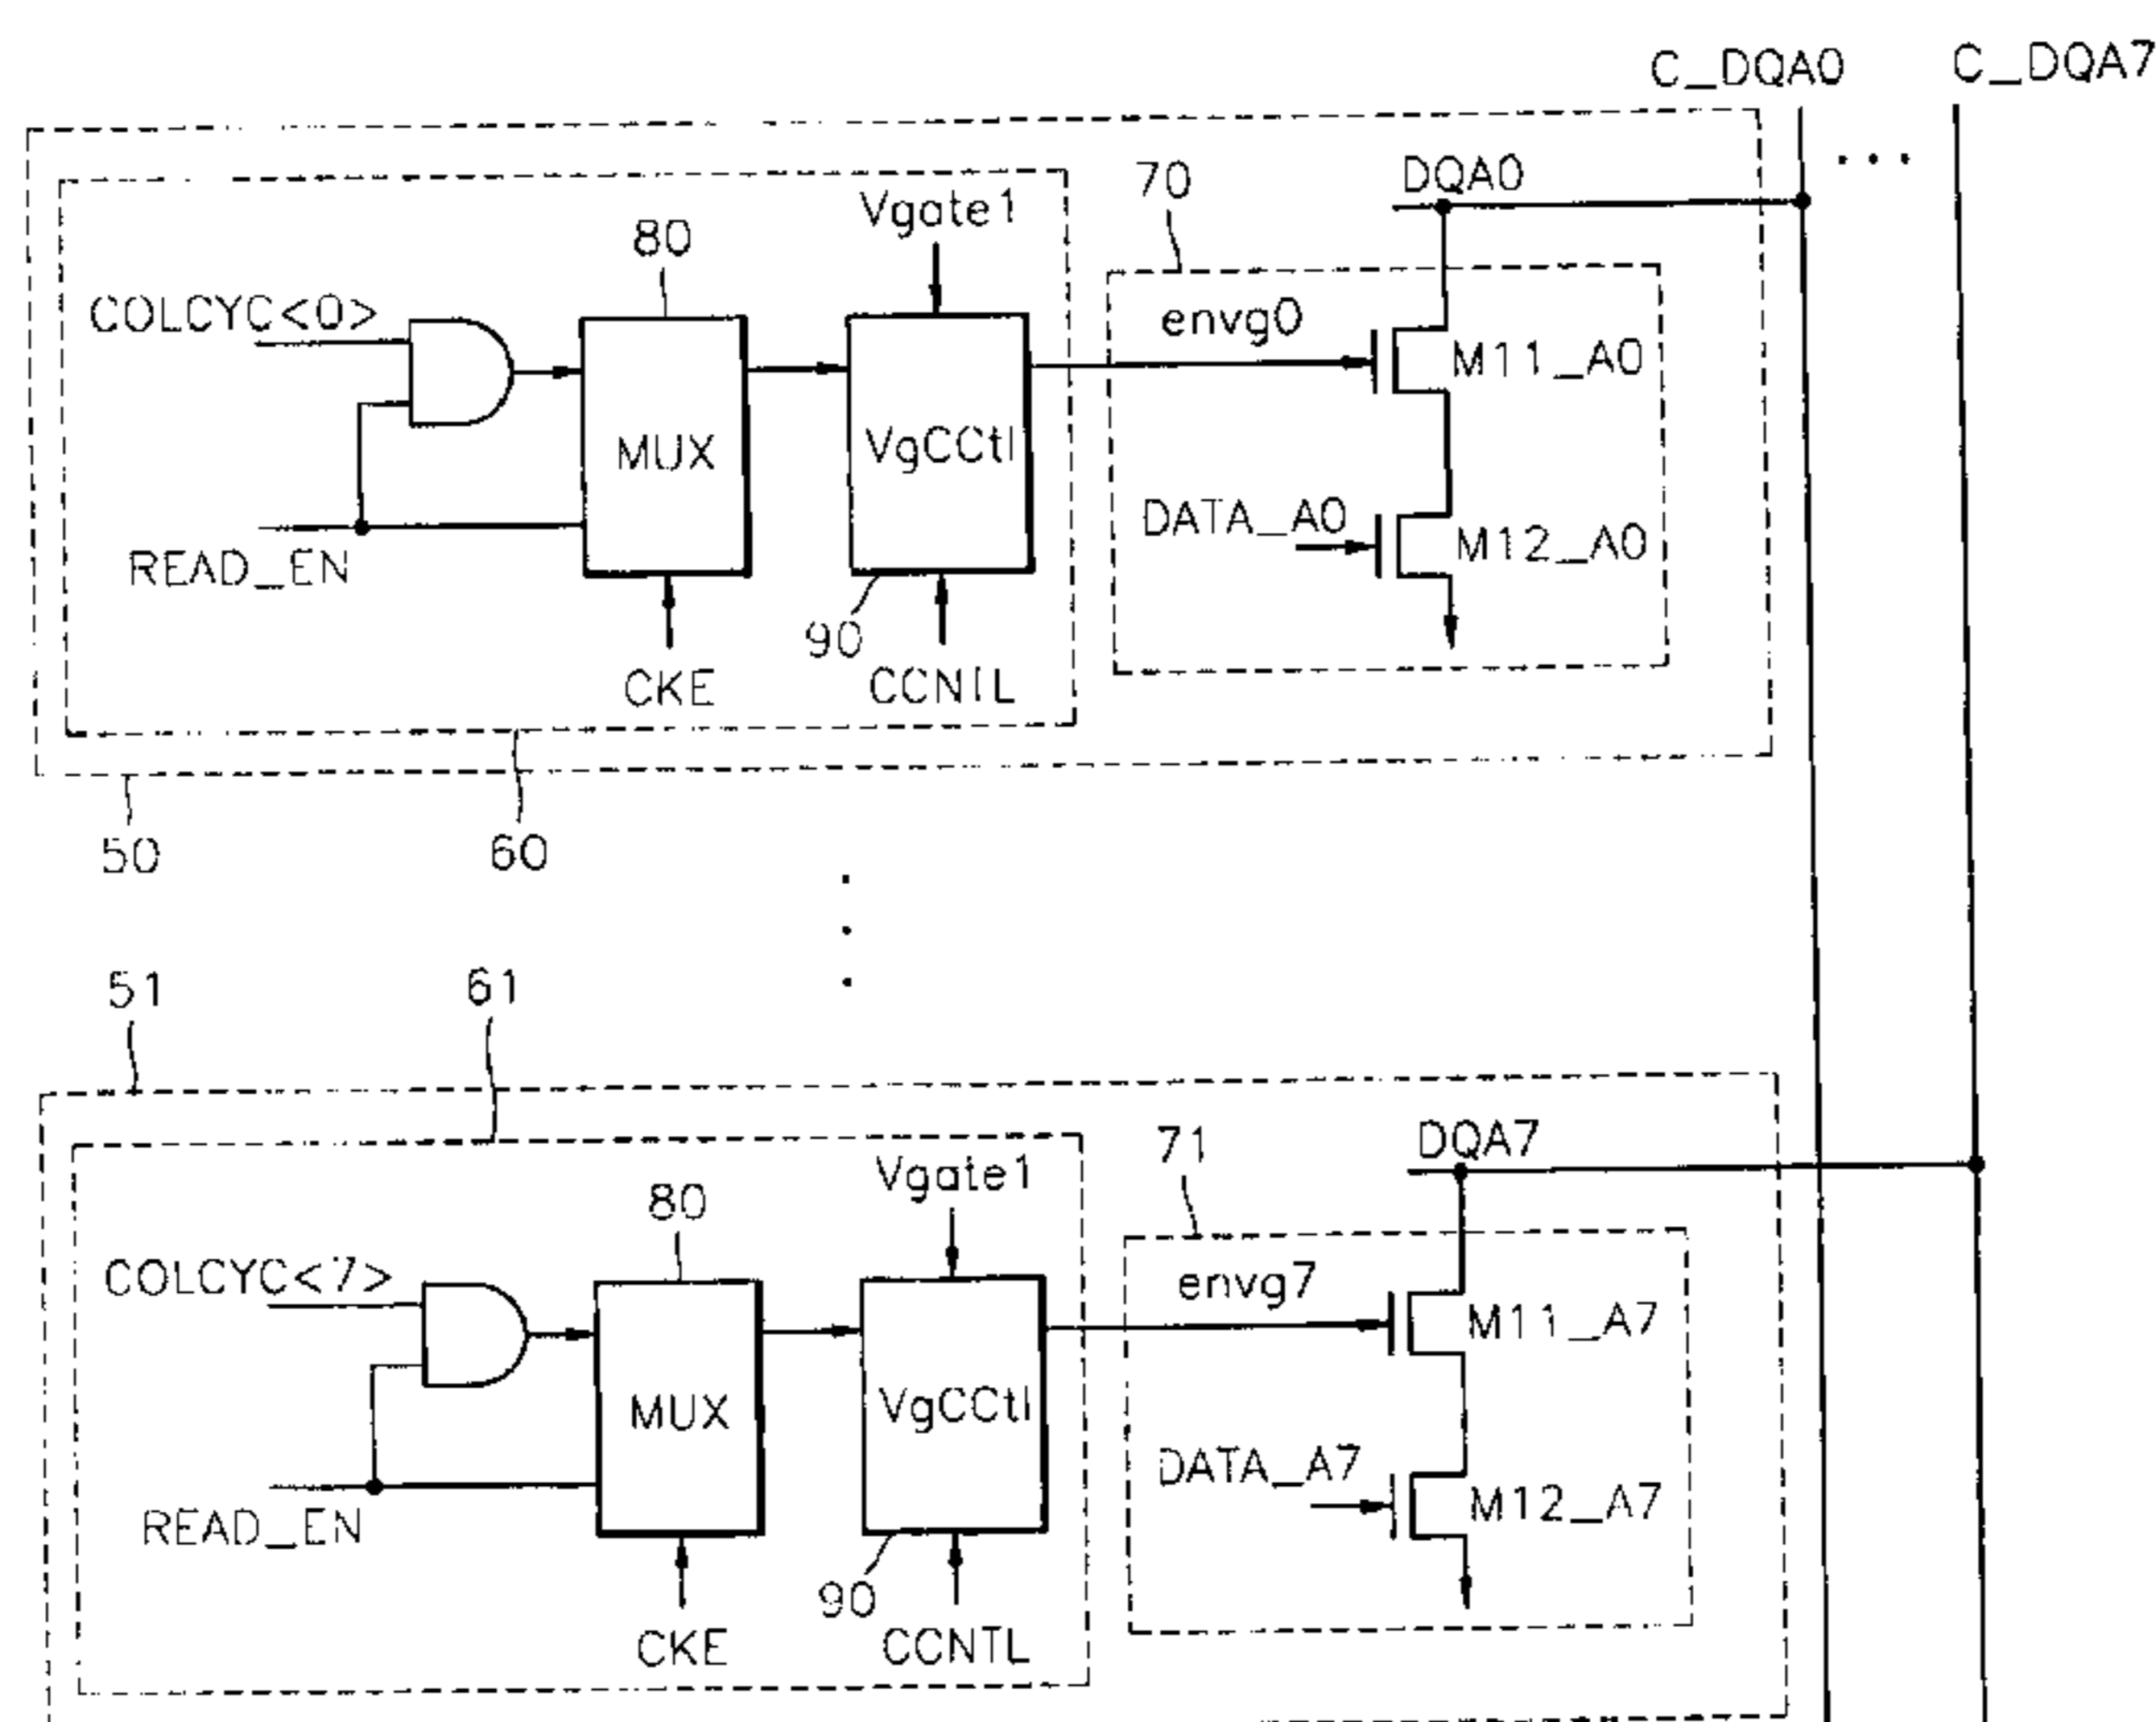 C_DQA0
C_DQA7
70
DQA0
Vgate1
80
COLCYC<0>
envg0
M11_A0
MUX
VgCCtl
DATA_A0
M12_A0
READ_EN
90
CKE
CCNTL
50
60
51
61
71
DQA7
Vgate1
80
COLCYC<7>
envg7
M11_A7
MUX
VgCCtl
DATA_A7
M12_A7
READ_EN
90
CKE
CCNTL